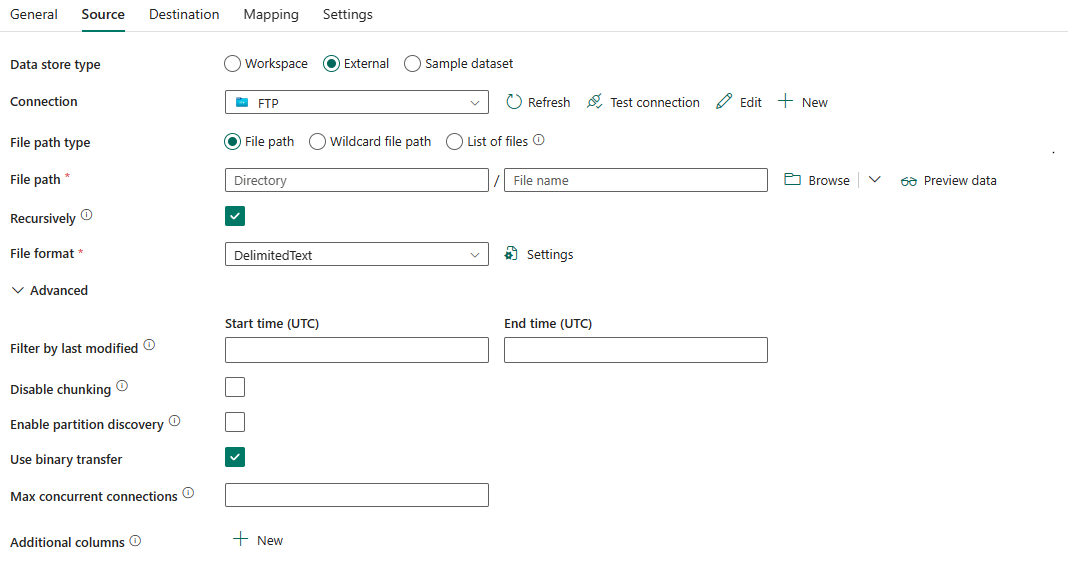 General Source Destination Mapping Settings
Data store type Workspace External Sample dataset
Connection FTP Refresh Test connection Edit New
File path type File path Wildcard file path List of files
File path * Directory / File name Browse Preview data
Recursively
File format * DelimitedText Settings
Advanced
Start time (UTC) End time (UTC)
Filter by last modified
Disable chunking
Enable partition discovery
Use binary transfer
Max concurrent connections
Additional columns New